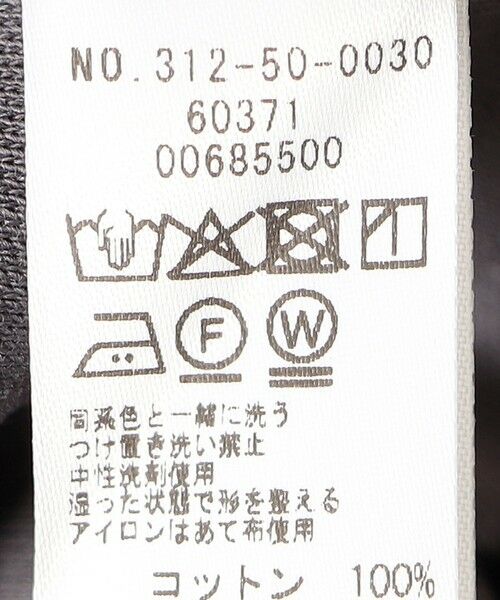 NO.312-50-0030
60371
00685500
F W
同系色と一緒に洗う
つけ置き洗い禁止
中性洗剤使用
湿った状態で形を整える
アイロンはあて布使用
コットン 100%